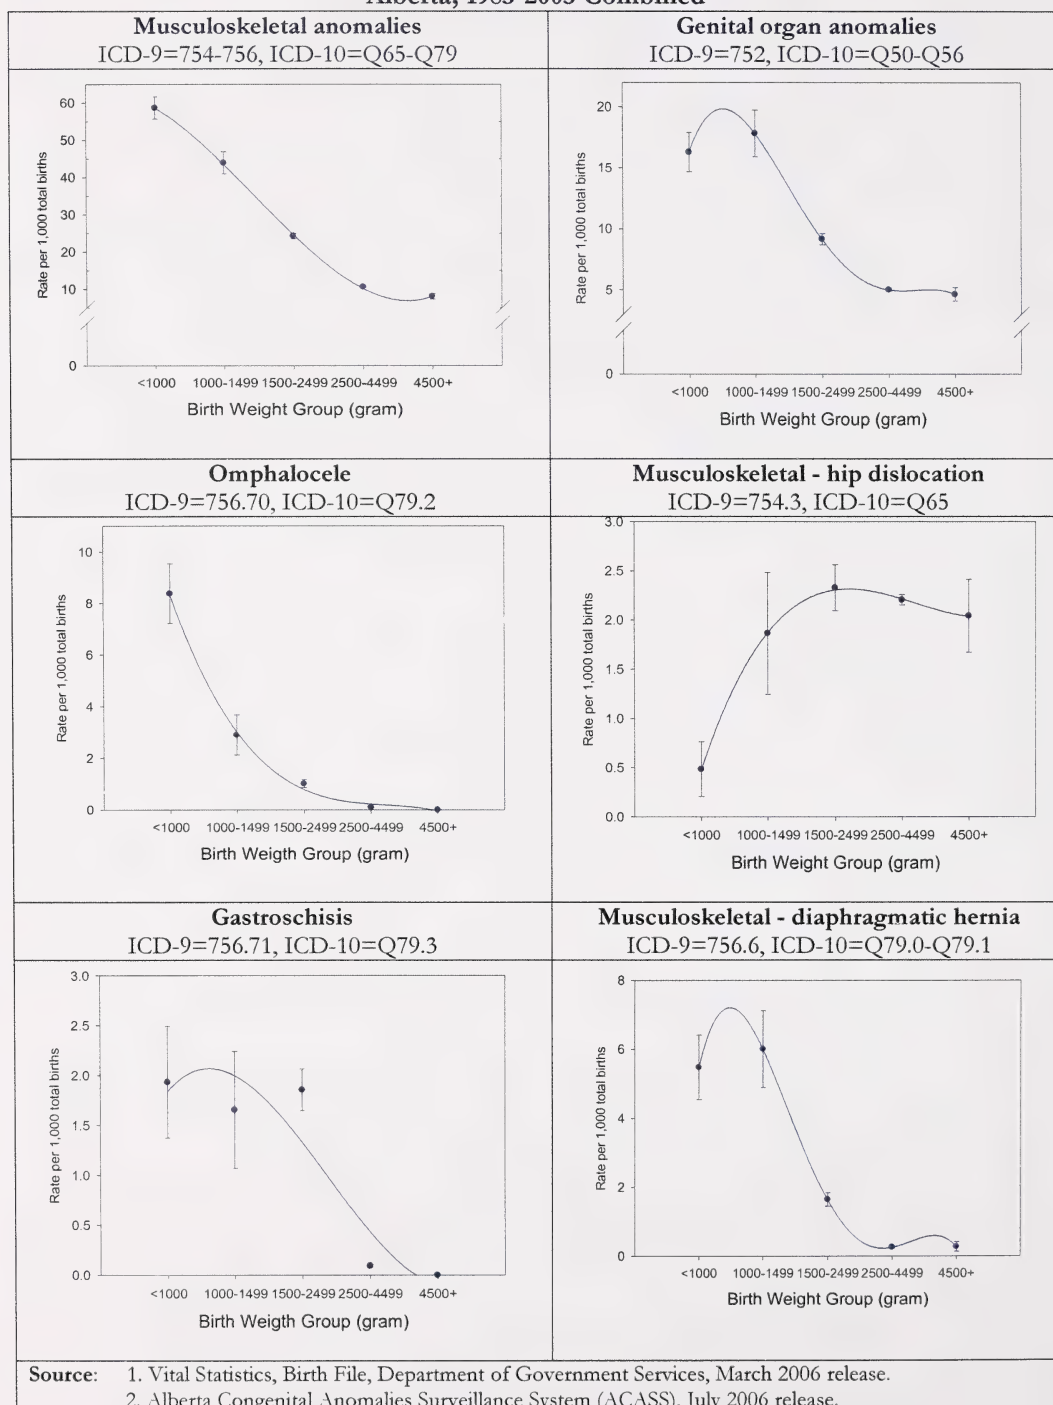 Alberta, Combined
Musculoskeletal anomalies
ICD-9=754-756, ICD-10=Q65-Q79
Rate per 1,000 total births
60
50
40
30
20
10
0
<1000 1000-1499 1500-2499 2500-4499 4500+
Birth Weight Group (gram)
Genital organ anomalies
ICD-9=752, ICD-10=Q50-Q56
Rate per 1,000 total births
20
15
10
5
0
<1000 1000-1499 1500-2499 2500-4499 4500+
Birth Weight Group (gram)
Omphalocele
ICD-9=756.70, ICD-10=Q79.2
Rate per 1,000 total births
10
8
6
4
2
0
<1000 1000-1499 1500-2499 2500-4499 4500+
Birth Weigth Group (gram)
Musculoskeletal - hip dislocation
ICD-9=754.3, ICD-10=Q65
Rate per 1,000 total births
3.0
2.5
2.0
1.5
1.0
0.5
0.0
<1000 1000-1499 1500-2499 2500-4499 4500+
Birth Weight Group (gram)
Gastroschisis
ICD-9=756.71, ICD-10=Q79.3
Rate per 1,000 total births
3.0
2.5
2.0
1.5
1.0
0.5
0.0
<1000 1000-1499 1500-2499 2500-4499 4500+
Birth Weigth Group (gram)
Musculoskeletal - diaphragmatic hernia
ICD-9=756.6, ICD-10=Q79.0-Q79.1
Rate per 1,000 total births
8
6
4
2
0
<1000 1000-1499 1500-2499 2500-4499 4500+
Birth Weight Group (gram)
Source: 1. Vital Statistics, Birth File, Department of Government Services, March 2006 release.
2. Alberta Congenital Anomalies Surveillance System (ACASS), July 2006 release.